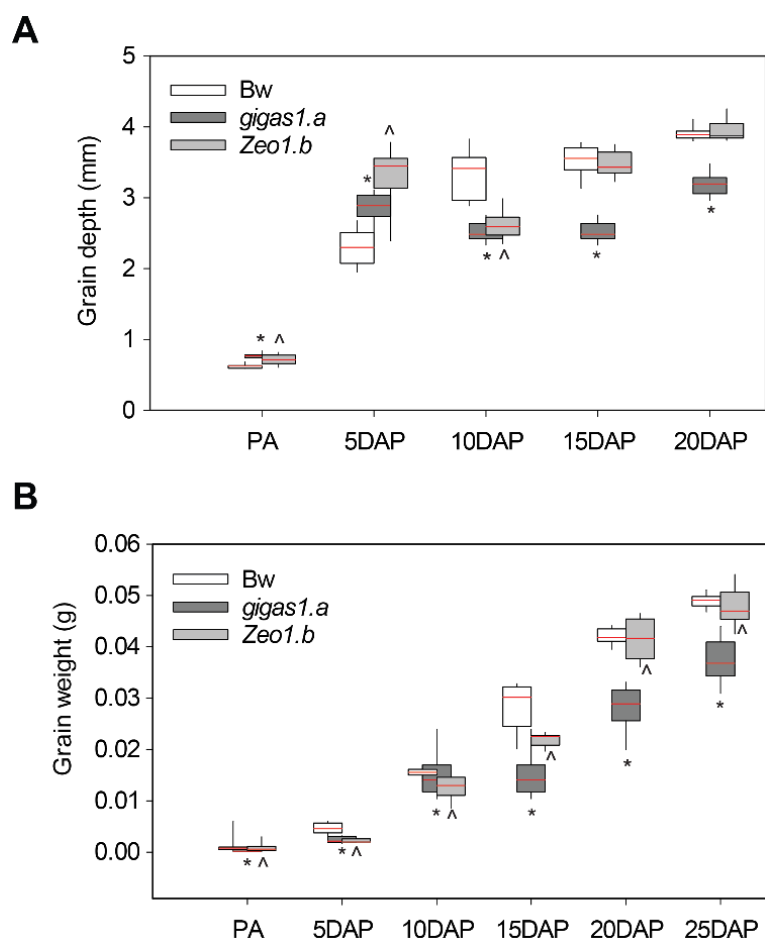 A
Grain depth (mm)
5
4
3
2
1
0
Bw
gigas1.a
Zeo1.b
^
*
* ^
*
*
* ^
PA 5DAP 10DAP 15DAP 20DAP
B
Grain weight (g)
0.06
0.05
0.04
0.03
0.02
0.01
0.00
Bw
gigas1.a
Zeo1.b
^
^
*
^
*
* ^
*
* ^
* ^
PA 5DAP 10DAP 15DAP 20DAP 25DAP